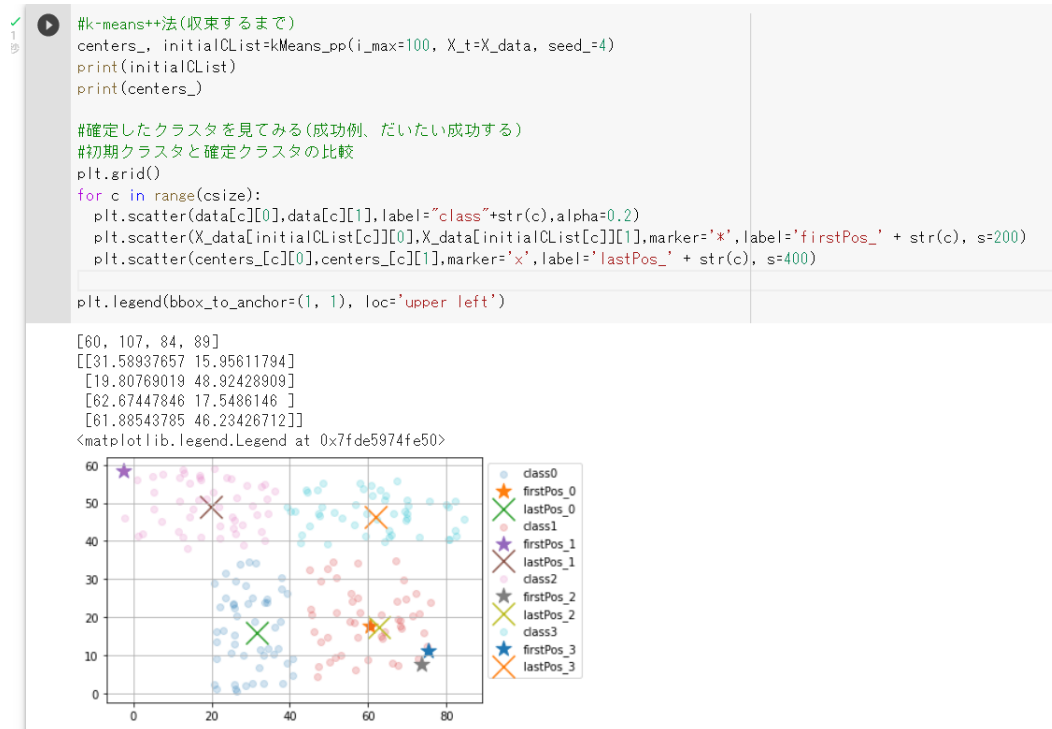 #k-means++法(収束するまで)
centers_, initialCList=kMeans_pp(i_max=100, X_t=X_data, seed_=4)
print(initialCList)
print(centers_)
#確定したクラスタを見てみる(成功例、だいたい成功する)
#初期クラスタと確定クラスタの比較
plt.grid()
for c in range(csize):
plt.scatter(data[c][0],data[c][1],label="class"+str(c),alpha=0.2)
plt.scatter(X_data[initialCList[c]][0],X_data[initialCList[c]][1],marker='*',label='firstPos_' + str(c), s=200)
plt.scatter(centers_[c][0],centers_[c][1],marker='x',label='lastPos_' + str(c), s=400)
plt.legend(bbox_to_anchor=(1, 1), loc='upper left')
1
秒
[60, 107, 84, 89]
[[31.58937657 15.95611794]
[19.80769019 48.92428909]
[62.67447846 17.5486146 ]
[61.88543785 46.23426712]]
<matplotlib.legend.Legend at 0x7fde5974fe50>
60
50
40
30
20
10
0
0 20 40 60 80
class0
firstPos_0
lastPos_0
class1
firstPos_1
lastPos_1
class2
firstPos_2
lastPos_2
class3
firstPos_3
lastPos_3